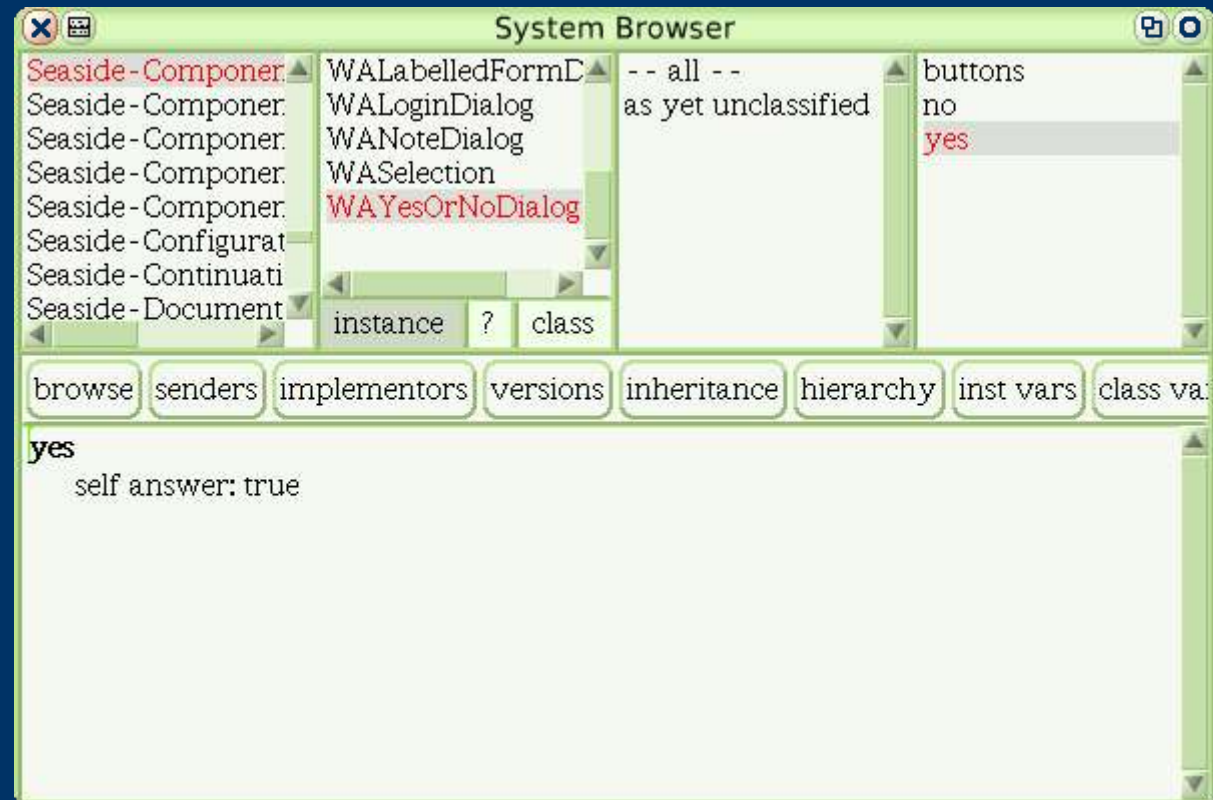 System Browser
Seaside-Componen
Seaside-Componen
Seaside-Componen
Seaside-Componen
Seaside-Componen
Seaside-Configurat
Seaside-Continuati
Seaside-Document
WALabelledFormD
WALoginDialog
WANoteDialog
WASelection
WAYesOrNoDialog
instance ? class
-- all --
as yet unclassified
buttons
no
yes
browse senders implementors versions inheritance hierarchy inst vars class va
yes
self answer: true